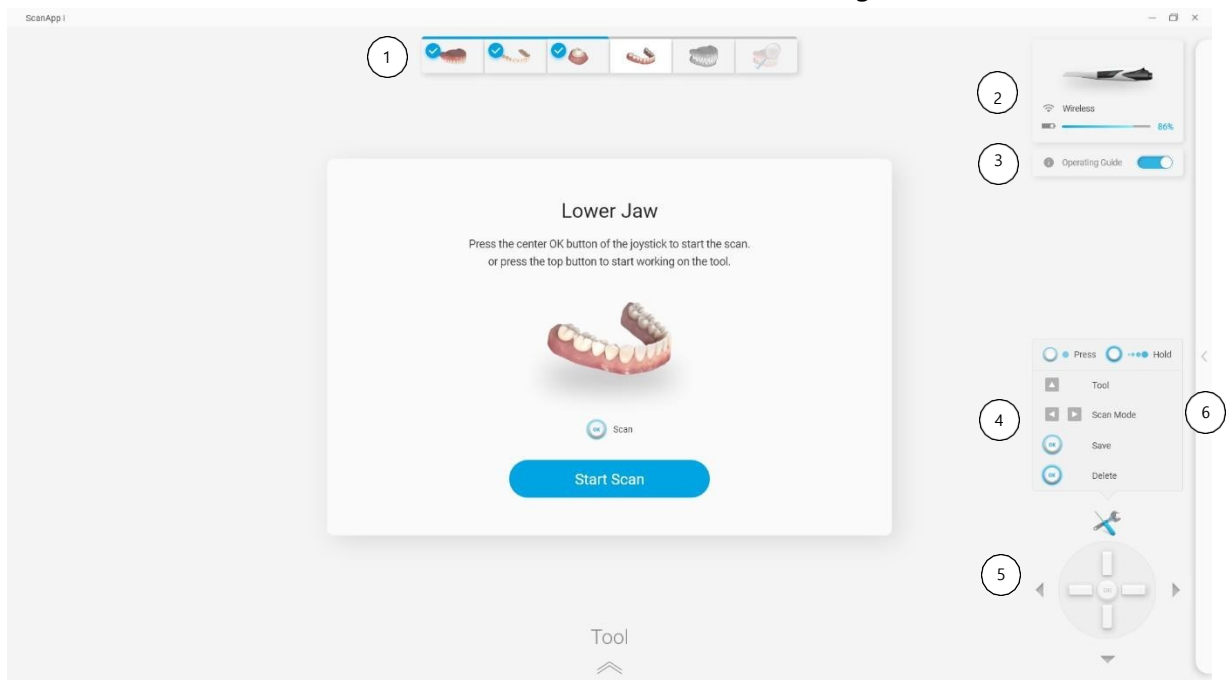 ScanApp i
1
2
Wireless
86%
3
Operating Guide
Lower Jaw
Press the center OK button of the joystick to start the scan.
or press the top button to start working on the tool.
OK Scan
Start Scan
Press Hold
Tool
4
Scan Mode
6
OK Save
OK Delete
5
OK
Tool